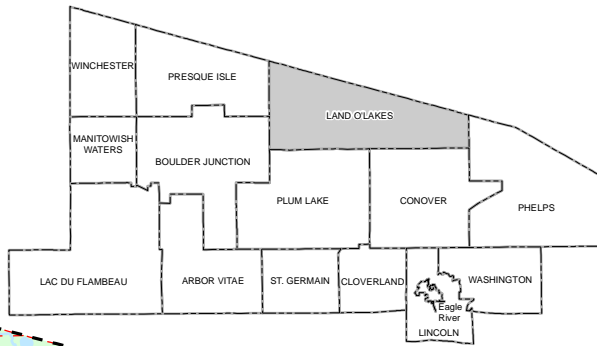 WINCHESTER
PRESQUE ISLE
LAND O'LAKES
MANITOWISH
WATERS
BOULDER JUNCTION
PLUM LAKE
CONOVER
PHELPS
LAC DU FLAMBEAU
ARBOR VITAE
ST. GERMAIN
CLOVERLAND
WASHINGTON
Eagle
River
LINCOLN